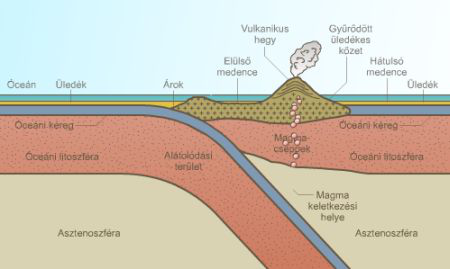 Vulkanikus
hegy
Gyűrődött
üledékes
kőzet
Elülső
medence
Hátulsó
medence
Óceán
Üledék
Árok
Üledék
Óceáni kéreg
Magma-
cseppek
Óceáni kéreg
Óceáni litoszféra
Alátolódási
terület
Óceáni litoszféra
Magma
keletkezési
helye
Asztenoszféra
Asztenoszféra